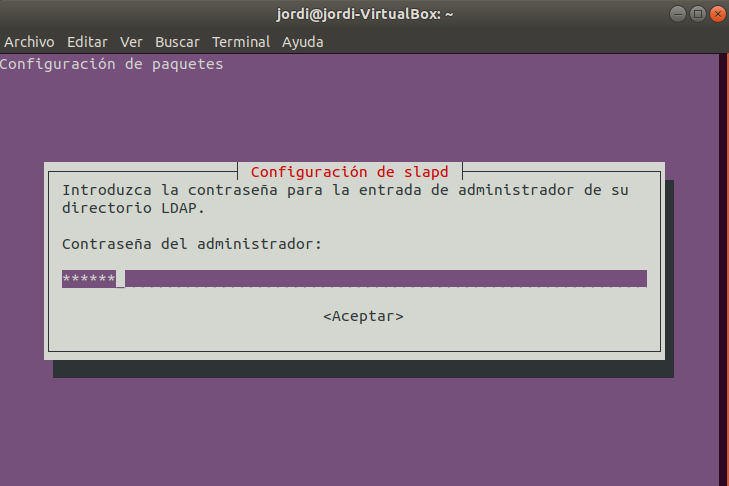 jordi@jordi-VirtualBox: ~
Archivo Editar Ver Buscar Terminal Ayuda
Configuración de paquetes
Configuración de slapd
Introduzca la contraseña para la entrada de administrador de su
directorio LDAP.
Contraseña del administrador:
******_
<Aceptar>